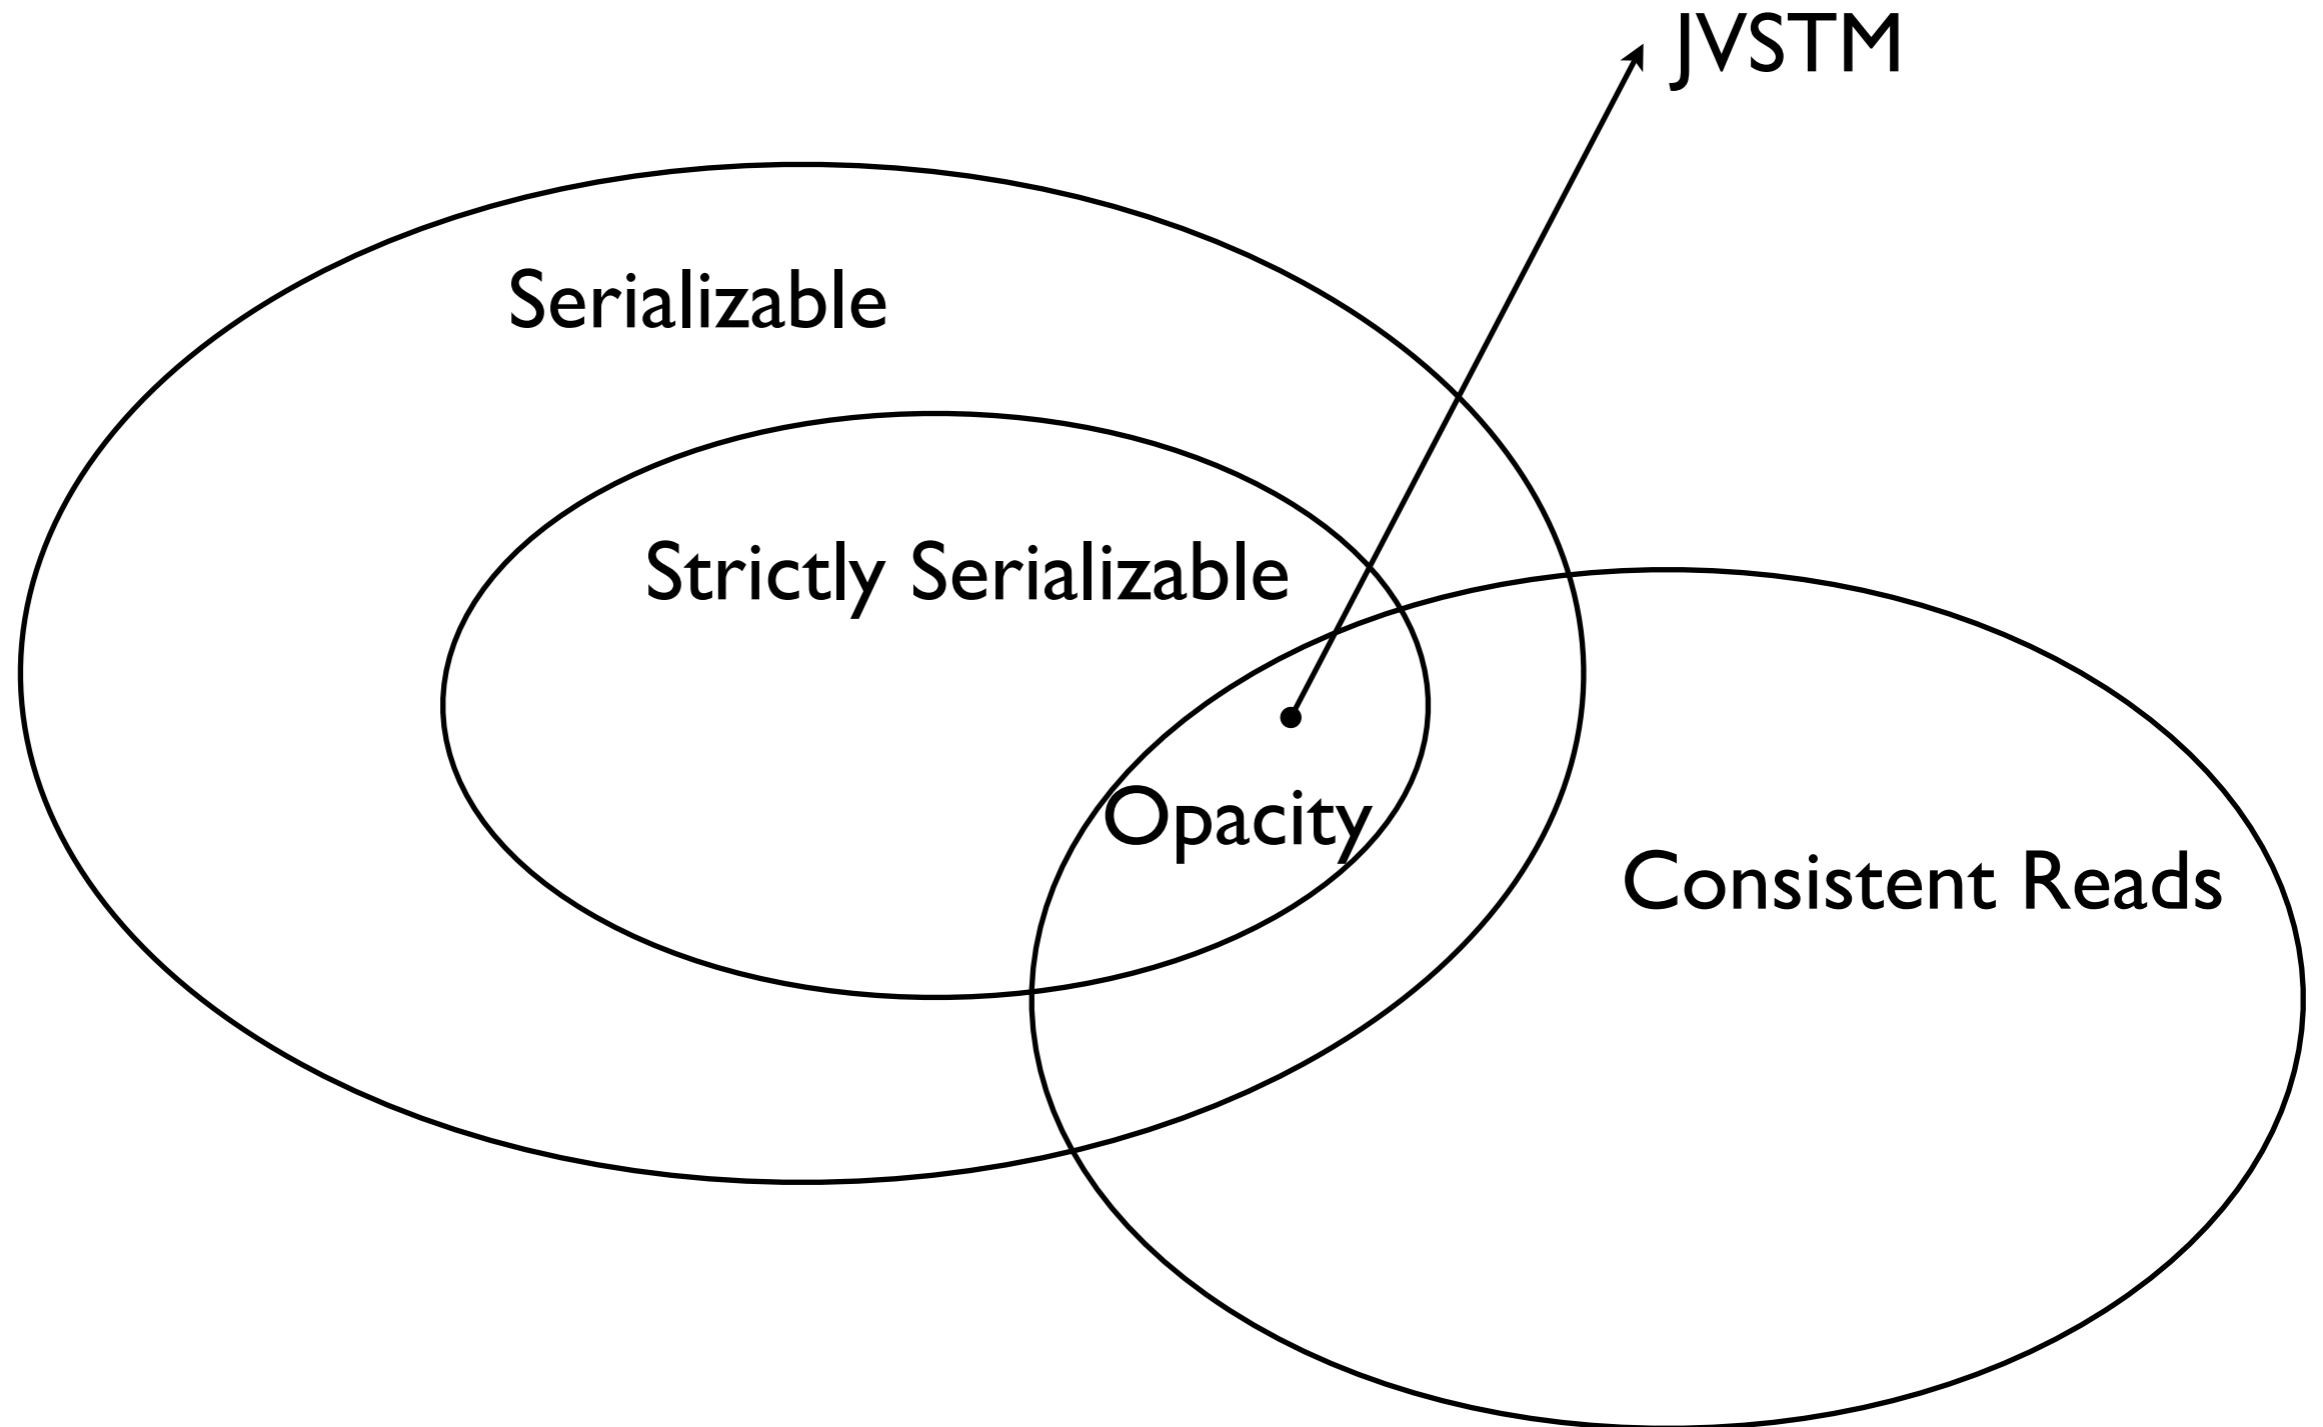 JVSTM
Serializable
Strictly Serializable
Opacity
Consistent Reads